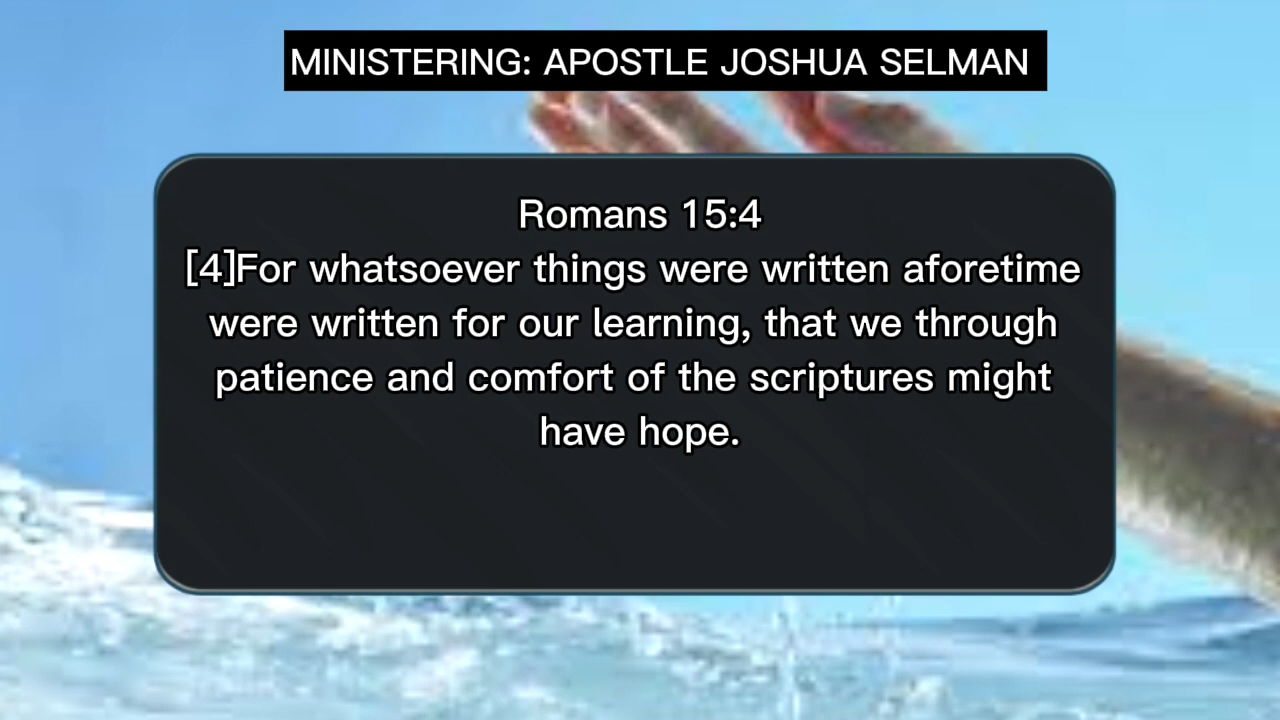 MINISTERING: APOSTLE JOSHUA SELMAN
Romans 15:4
[4]For whatsoever things were written aforetime
were written for our learning, that we through
patience and comfort of the scriptures might
have hope.